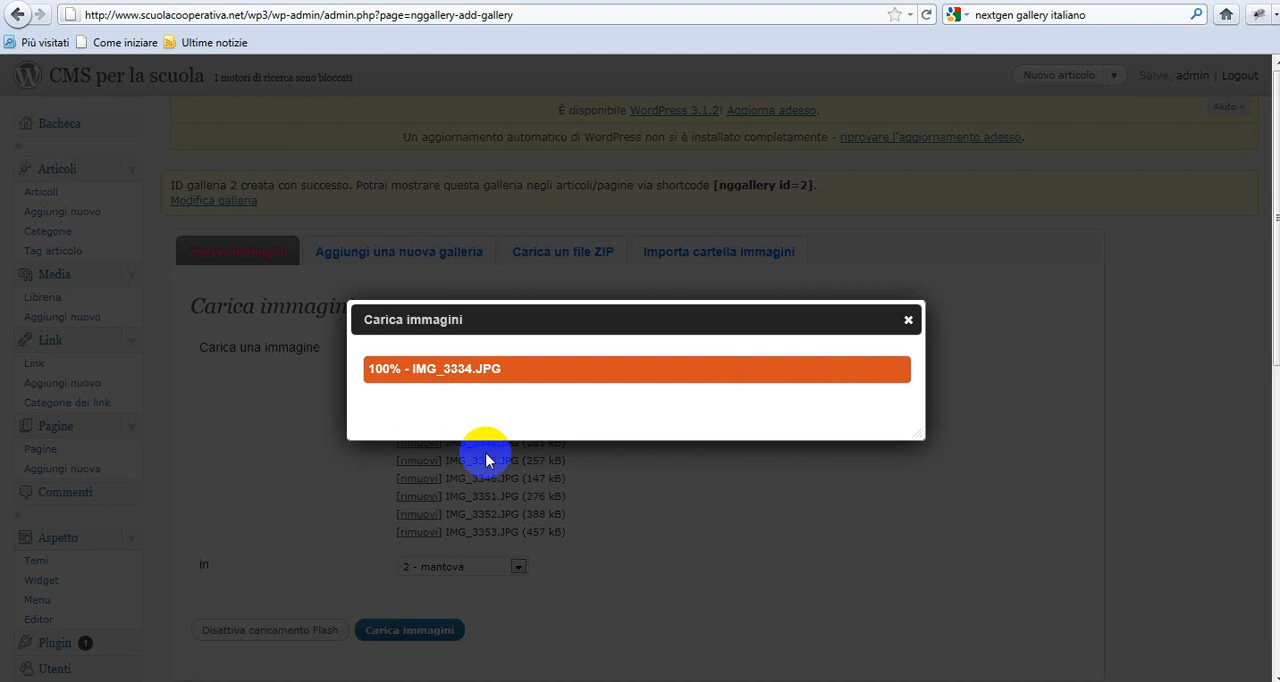 http://www.scuolacooperativa.net/wp3/wp-admin/admin.php?page=nggallery-add-gallery
nextgen gallery italiano
Più visitati Come iniziare Ultime notizie
CMS per la scuola I motori di ricerca sono bloccati
Nuovo articolo Salve, admin | Logout
Aiuto
È disponibile WordPress 3.1.2! Aggiorna adesso.
Un aggiornamento automatico di WordPress non si è installato completamente - riprovare l'aggiornamento adesso.
Bacheca
Articoli
Articoli
Aggiungi nuovo
Categorie
Tag articolo
Media
Libreria
Aggiungi nuovo
Link
Link
Aggiungi nuovo
Categorie dei link
Pagine
Pagine
Aggiungi nuova
Commenti
Aspetto
Temi
Widget
Menu
Editor
Plugin 1
Utenti
ID galleria 2 creata con successo. Potrai mostrare questa galleria negli articoli/pagine via shortcode [nggallery id=2].
Modifica galleria
Carica immagini Aggiungi una nuova galleria Carica un file ZIP Importa cartella immagini
Carica immagin
Carica una immagine
Carica immagini
100% - IMG_3334.JPG
[rimuovi] (257 kB)
[rimuovi] IMG_3346.JPG (147 kB)
[rimuovi] IMG_3351.JPG (276 kB)
[rimuovi] IMG_3352.JPG (388 kB)
[rimuovi] IMG_3353.JPG (457 kB)
in 2 - mantova
Disattiva caricamento Flash Carica immagini